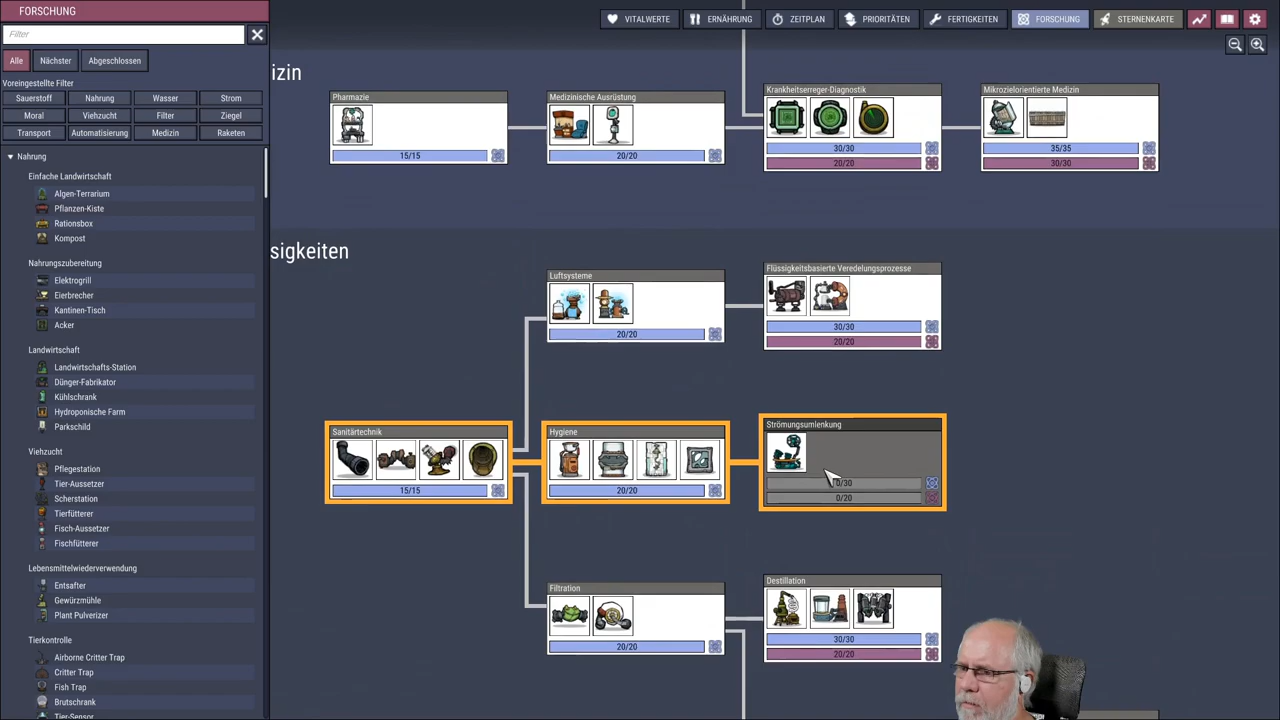 FORSCHUNG
Filter
Alle
Nächster
Abgeschlossen
Voreingestellte Filter
Sauerstoff
Nahrung
Wasser
Strom
Moral
Viehzucht
Filter
Ziegel
Transport
Automatisierung
Medizin
Raketen
Nahrung
Einfache Landwirtschaft
Algen-Terrarium
Pflanzen-Kiste
Rationsbox
Kompost
Nahrungszubereitung
Elektrogrill
Eierbrecher
Kantinen-Tisch
Acker
Landwirtschaft
Landwirtschafts-Station
Dünger-Fabrikator
Kühlschrank
Hydroponische Farm
Parkschild
Viehzucht
Pflegestation
Tier-Aussetzer
Scherstation
Tierfütterer
Fisch-Aussetzer
Fischfütterer
Lebensmittelwiederverwendung
Entsafter
Gewürzmühle
Plant Pulverizer
Tierkontrolle
Airborne Critter Trap
Critter Trap
Fish Trap
Brutschrank
Tier-Sensor
VITALWERTE
ERNÄHRUNG
ZEITPLAN
PRIORITÄTEN
FERTIGKEITEN
FORSCHUNG
STERNENKARTE
izin
Pharmazie
15/15
Medizinische Ausrüstung
20/20
Krankheitserreger-Diagnostik
30/30
20/20
Mikrozielorientierte Medizin
35/35
30/30
sigkeiten
Luftsysteme
20/20
Flüssigkeitsbasierte Veredelungsprozesse
30/30
20/20
Sanitärtechnik
15/15
Hygiene
20/20
Strömungsumlenkung
0/30
0/20
Filtration
20/20
Destillation
30/30
20/20